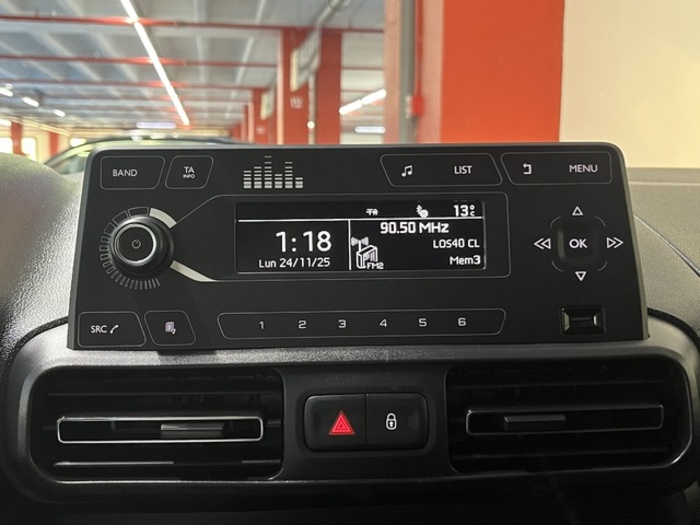 BAND
TA
INFO
LIST
MENU
TA 13°C
90.50 MHz
1:18
LOS40 CL
Lun 24/11/25
FM2
Mem3
OK
SRC
1 2 3 4 5 6